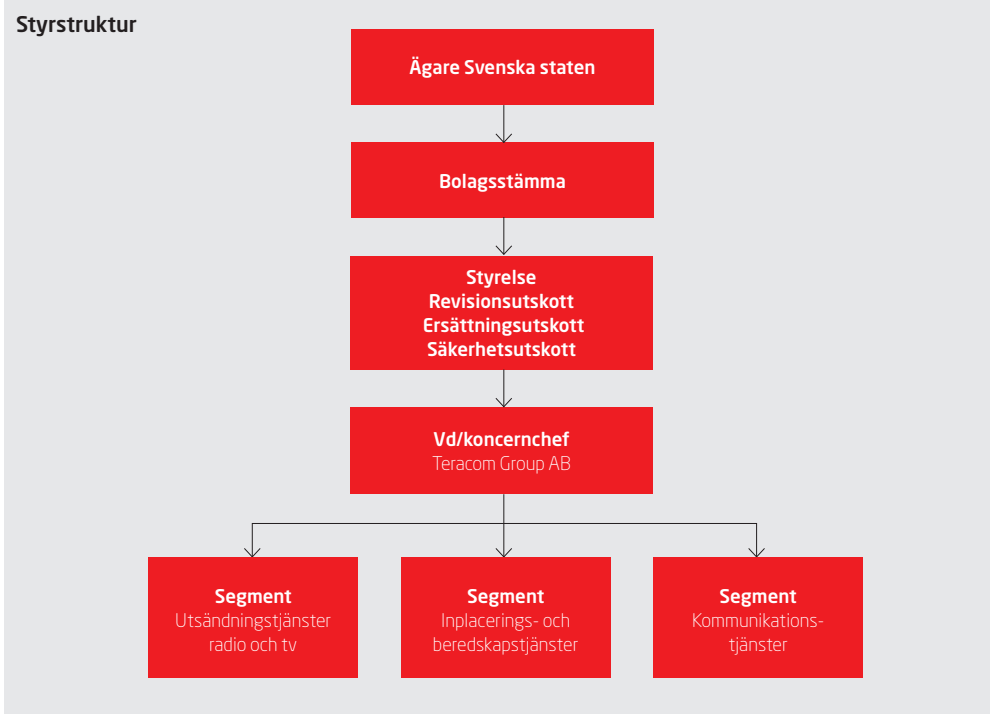 Styrstruktur
Ägare Svenska staten
Bolagsstämma
Styrelse
Revisionsutskott
Ersättningsutskott
Säkerhetsutskott
Vd/koncernchef
Teracom Group AB
Segment
Utsändningstjänster
radio och tv
Segment
Inplacerings- och
beredskapstjänster
Segment
Kommunikations-
tjänster